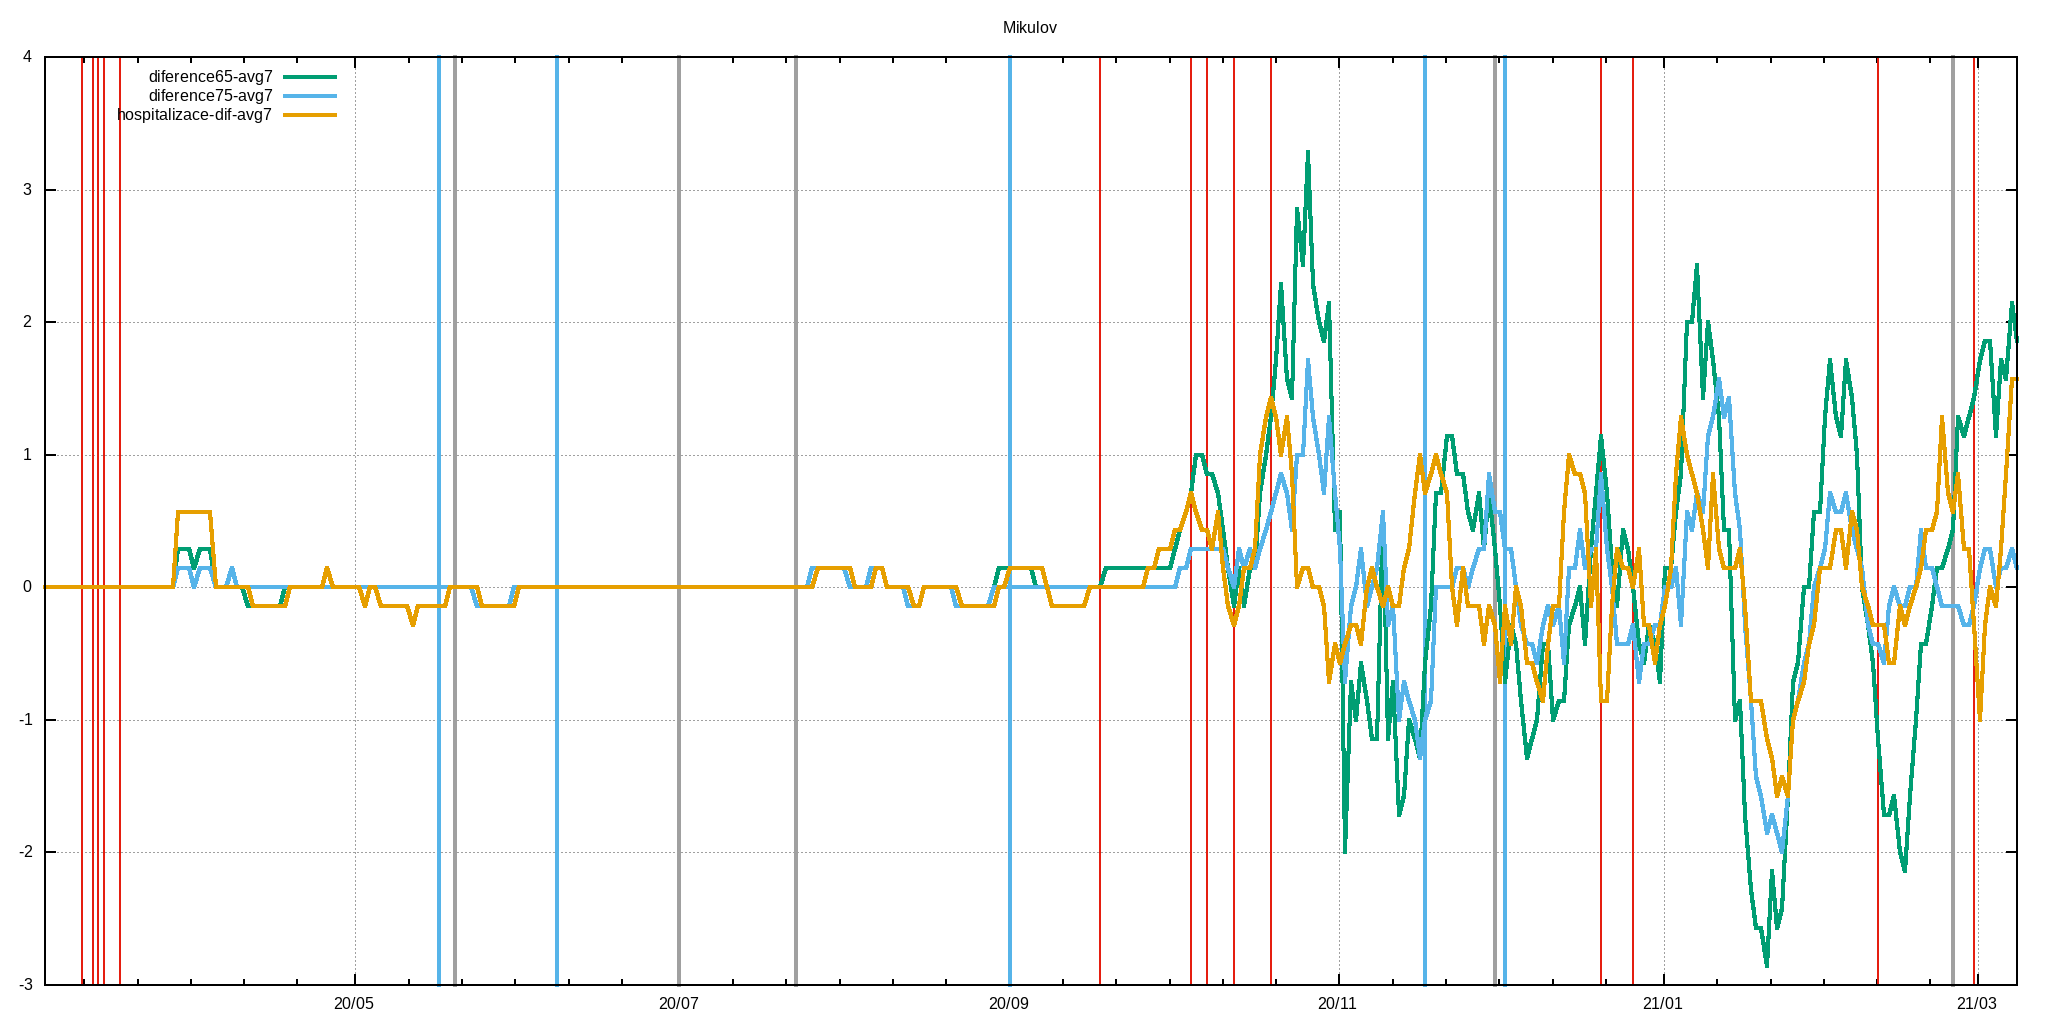 Mikulov
4
diference65-avg7
diference75-avg7
hospitalizace-dif-avg7
3
2
1
0
-1
-2
-3
20/05 20/07 20/09 20/11 21/01 21/03